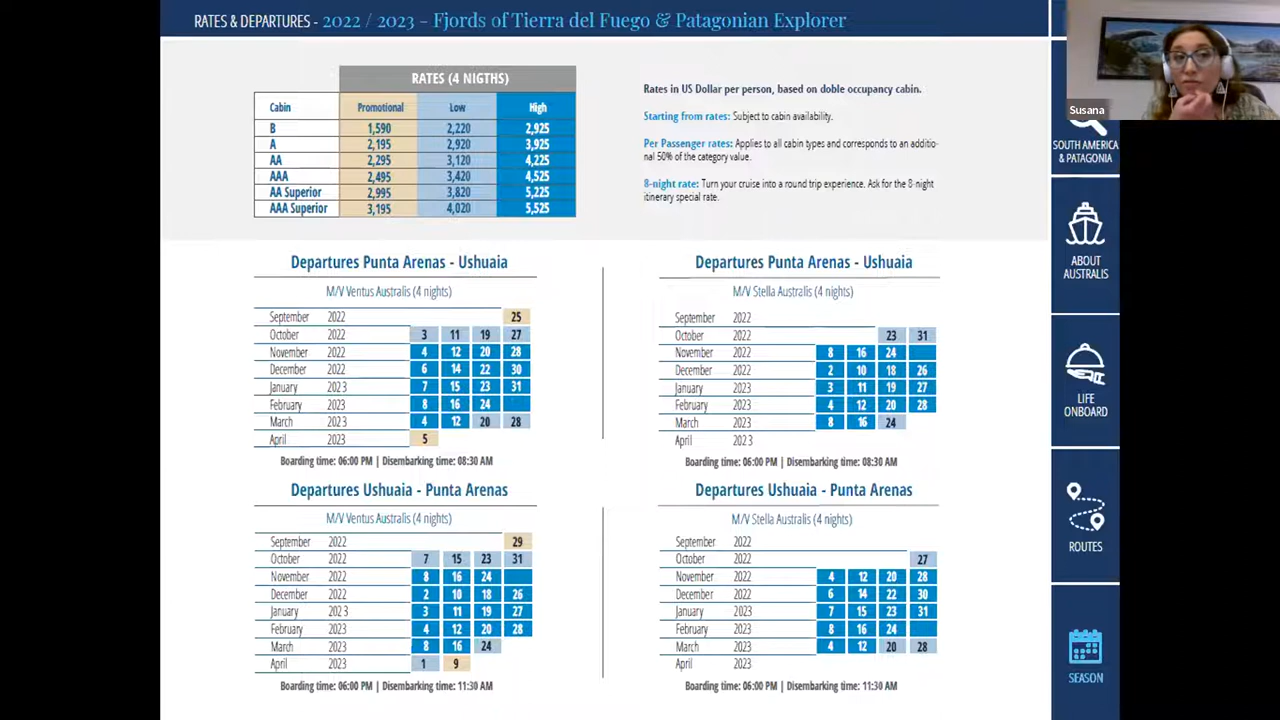 RATES & DEPARTURES - 2022 / 2023 - Fjords of Tierra del Fuego & Patagonian Explorer
RATES (4 NIGTHS)
Cabin Promotional Low High
B 1,590 2,220 2,925
A 2,195 2,920 3,925
AA 2,295 3,120 4,225
AAA 2,495 3,420 4,525
AA Superior 2,995 3,820 5,225
AAA Superior 3,195 4,020 5,525
Rates in US Dollar per person, based on doble occupancy cabin.
Starting from rates: Subject to cabin availability.
Per Passenger rates: Applies to all cabin types and corresponds to an additio-
nal 50% of the category value.
8-night rate: Turn your cruise into a round trip experience. Ask for the 8-night
itinerary special rate.
Departures Punta Arenas - Ushuaia
M/V Ventus Australis (4 nights)
September 2022 25
October 2022 3 11 19 27
November 2022 4 12 20 28
December 2022 6 14 22 30
January 2023 7 15 23 31
February 2023 8 16 24
March 2023 4 12 20 28
April 2023 5
Boarding time: 06:00 PM | Disembarking time: 08:30 AM
Departures Punta Arenas - Ushuaia
M/V Stella Australis (4 nights)
September 2022
October 2022 23 31
November 2022 8 16 24
December 2022 2 10 18 26
January 2023 3 11 19 27
February 2023 4 12 20 28
March 2023 8 16 24
April 2023
Boarding time: 06:00 PM | Disembarking time: 08:30 AM
Departures Ushuaia - Punta Arenas
M/V Ventus Australis (4 nights)
September 2022 29
October 2022 7 15 23 31
November 2022 8 16 24
December 2022 2 10 18 26
January 2023 3 11 19 27
February 2023 4 12 20 28
March 2023 8 16 24
April 2023 1 9
Boarding time: 06:00 PM | Disembarking time: 11:30 AM
Departures Ushuaia - Punta Arenas
M/V Stella Australis (4 nights)
September 2022
October 2022 27
November 2022 4 12 20 28
December 2022 6 14 22 30
January 2023 7 15 23 31
February 2023 8 16 24
March 2023 4 12 20 28
April 2023
Boarding time: 06:00 PM | Disembarking time: 11:30 AM
Susana
SOUTH AMERICA
& PATAGONIA
ABOUT
AUSTRALIS
LIFE
ONBOARD
ROUTES
SEASON